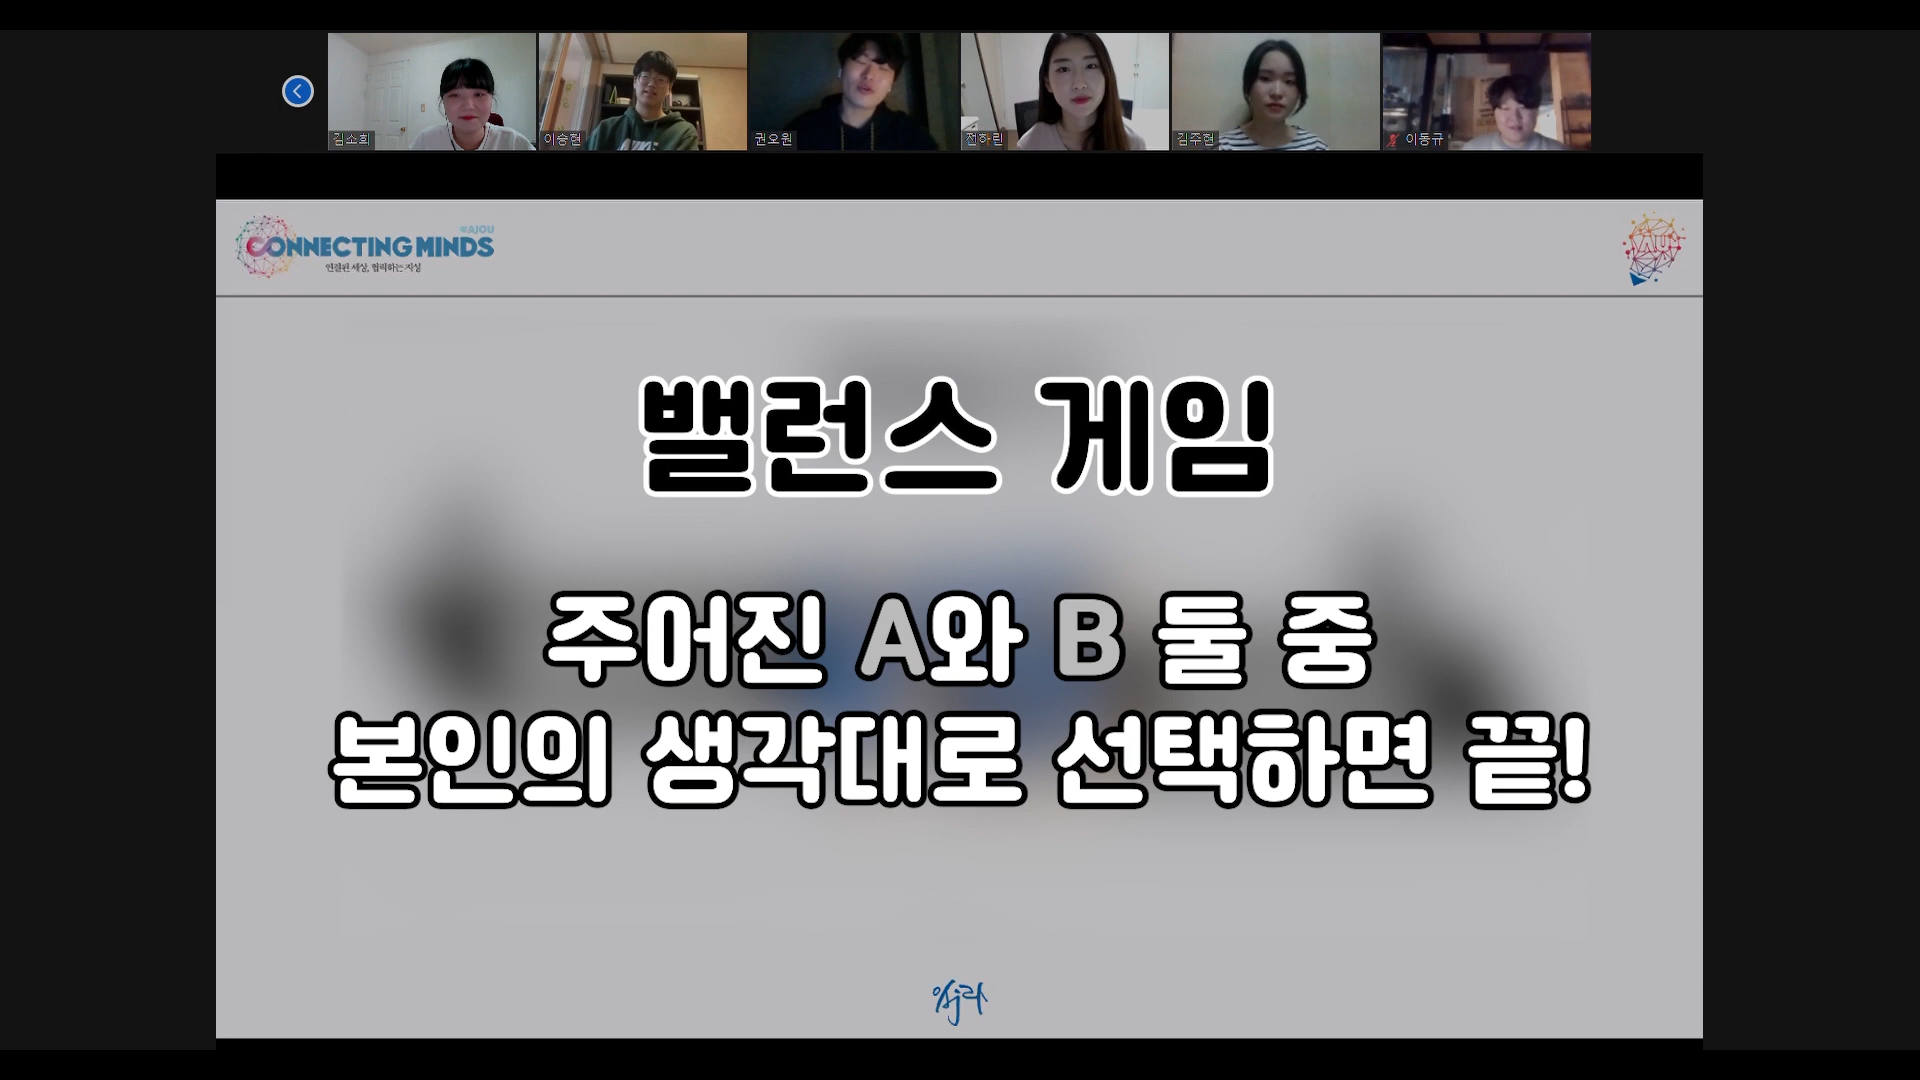 김소희
이승현
권오원
전하린
김주현
이동규
@AJOU
CONNECTING MINDS
연결된 세상, 협력하는 지성
AUN
밸런스 게임
주어진 A와 B 둘 중
본인의 생각대로 선택하면 끝!